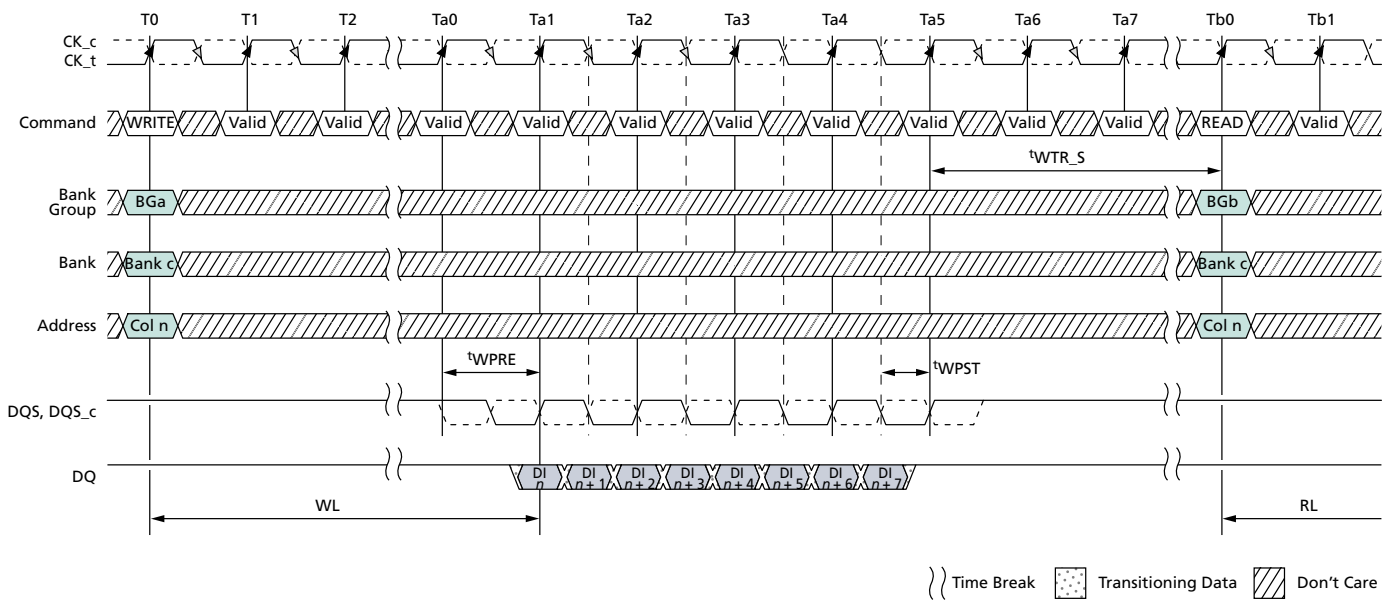 T0 T1 T2 Ta0 Ta1 Ta2 Ta3 Ta4 Ta5 Ta6 Ta7 Tb0 Tb1
CK_c
CK_t
Command WRITE Valid Valid Valid Valid Valid Valid Valid Valid Valid Valid READ Valid
tWTR_S
Bank
Group BGa BGb
Bank Bank c Bank c
Address Col n Col n
tWPRE tWPST
DQS, DQS_c
DQ DI DI DI DI DI DI DI DI
n n + 1 n + 2 n + 3 n + 4 n + 5 n + 6 n + 7
WL RL
Time Break Transitioning Data Don't Care